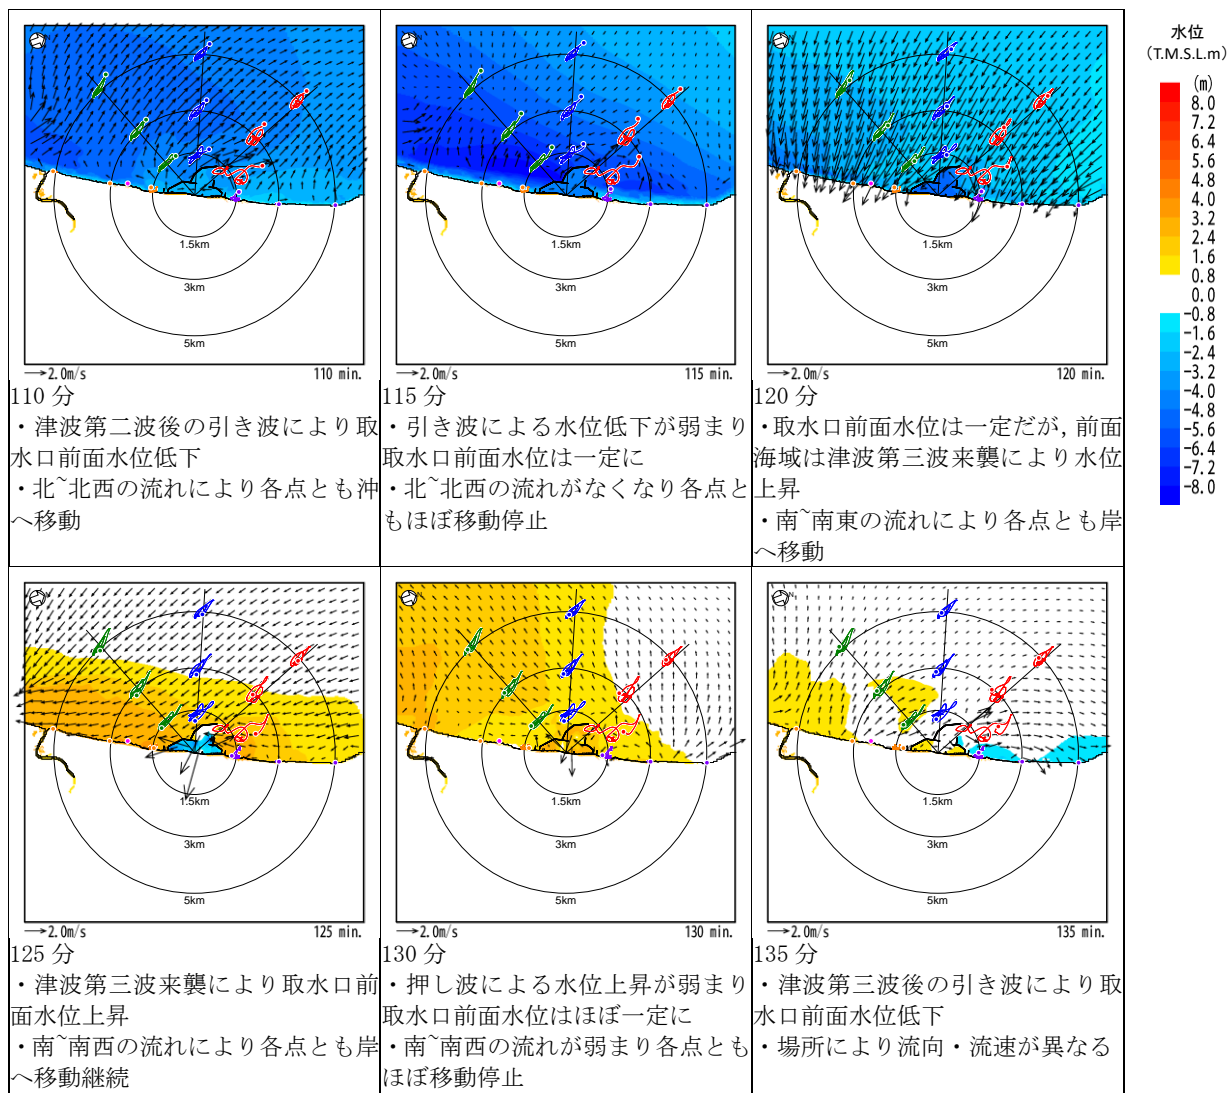 水位
(T.M.S.L.m)
(m)
8.0
7.2
6.4
5.6
4.8
4.0
3.2
2.4
1.6
0.8
0.0
-0.8
-1.6
-2.4
-3.2
-4.0
-4.8
-5.6
-6.4
-7.2
-8.0
N
1.5km
3km
5km
2.0m/s
110 min.
110 分
・津波第二波後の引き波により取
水口前面水位低下
・北~北西の流れにより各点とも沖
へ移動
N
1.5km
3km
5km
2.0m/s
115 min.
115 分
・引き波による水位低下が弱まり
取水口前面水位は一定に
・北~北西の流れがなくなり各点と
もほぼ移動停止
N
1.5km
3km
5km
2.0m/s
120 min.
120 分
・取水口前面水位は一定だが，前面
海域は津波第三波来襲により水位
上昇
・南~南東の流れにより各点とも岸
へ移動
N
1.5km
3km
5km
2.0m/s
125 min.
125 分
・津波第三波来襲により取水口前
面水位上昇
・南~南西の流れにより各点とも岸
へ移動継続
N
1.5km
3km
5km
2.0m/s
130 min.
130 分
・押し波による水位上昇が弱まり
取水口前面水位はほぼ一定に
・南~南西の流れが弱まり各点とも
ほぼ移動停止
N
1.5km
3km
5km
2.0m/s
135 min.
135 分
・津波第三波後の引き波により取
水口前面水位低下
・場所により流向・流速が異なる